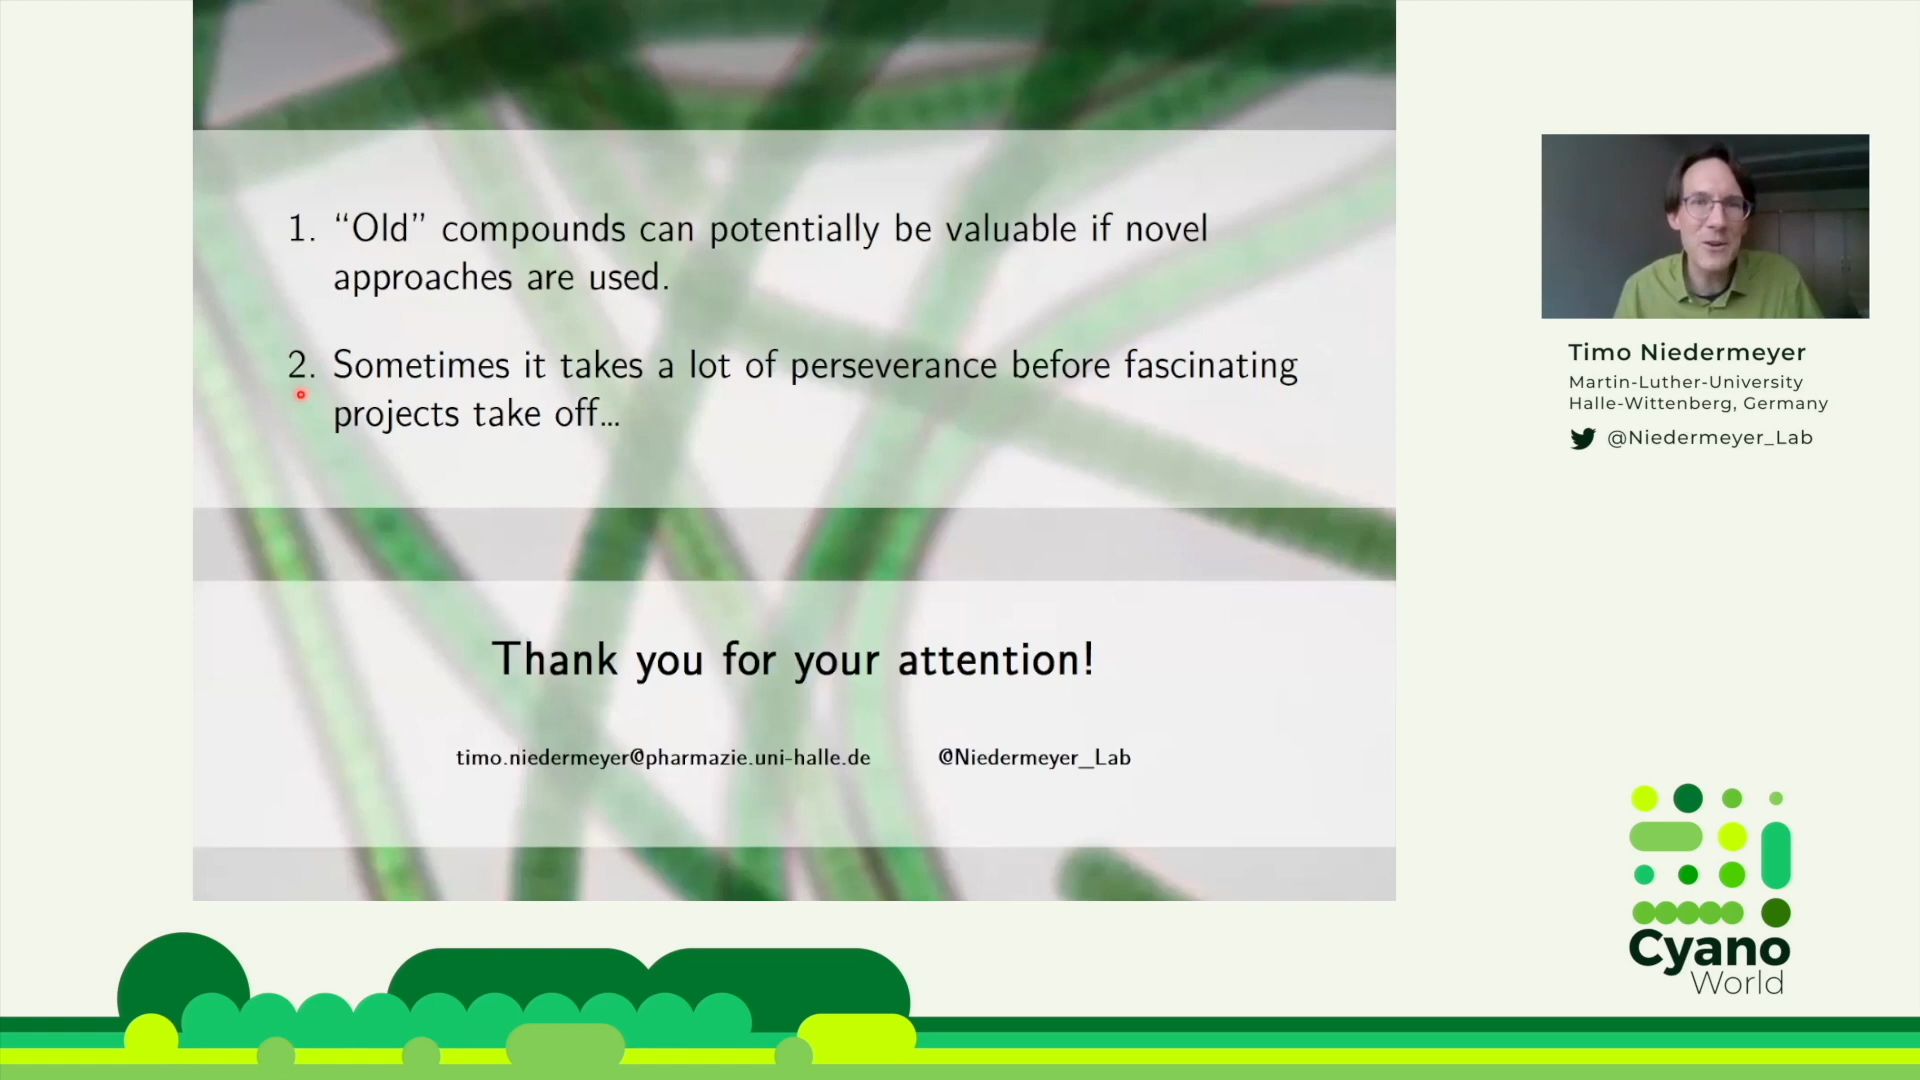 1. “Old” compounds can potentially be valuable if novel
approaches are used.
2. Sometimes it takes a lot of perseverance before fascinating
projects take off...
Thank you for your attention!
timo.niedermeyer@pharmazie.uni-halle.de @Niedermeyer_Lab
Timo Niedermeyer
Martin-Luther-University
Halle-Wittenberg, Germany
@Niedermeyer_Lab
Cyano
World